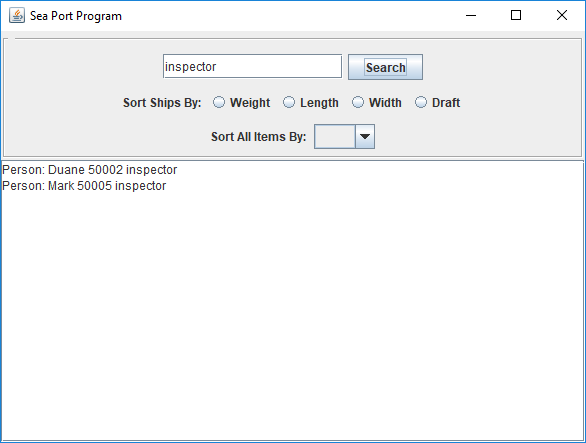 Sea Port Program
inspector Search
Sort Ships By: Weight Length Width Draft
Sort All Items By:
Person: Duane 50002 inspector
Person: Mark 50005 inspector